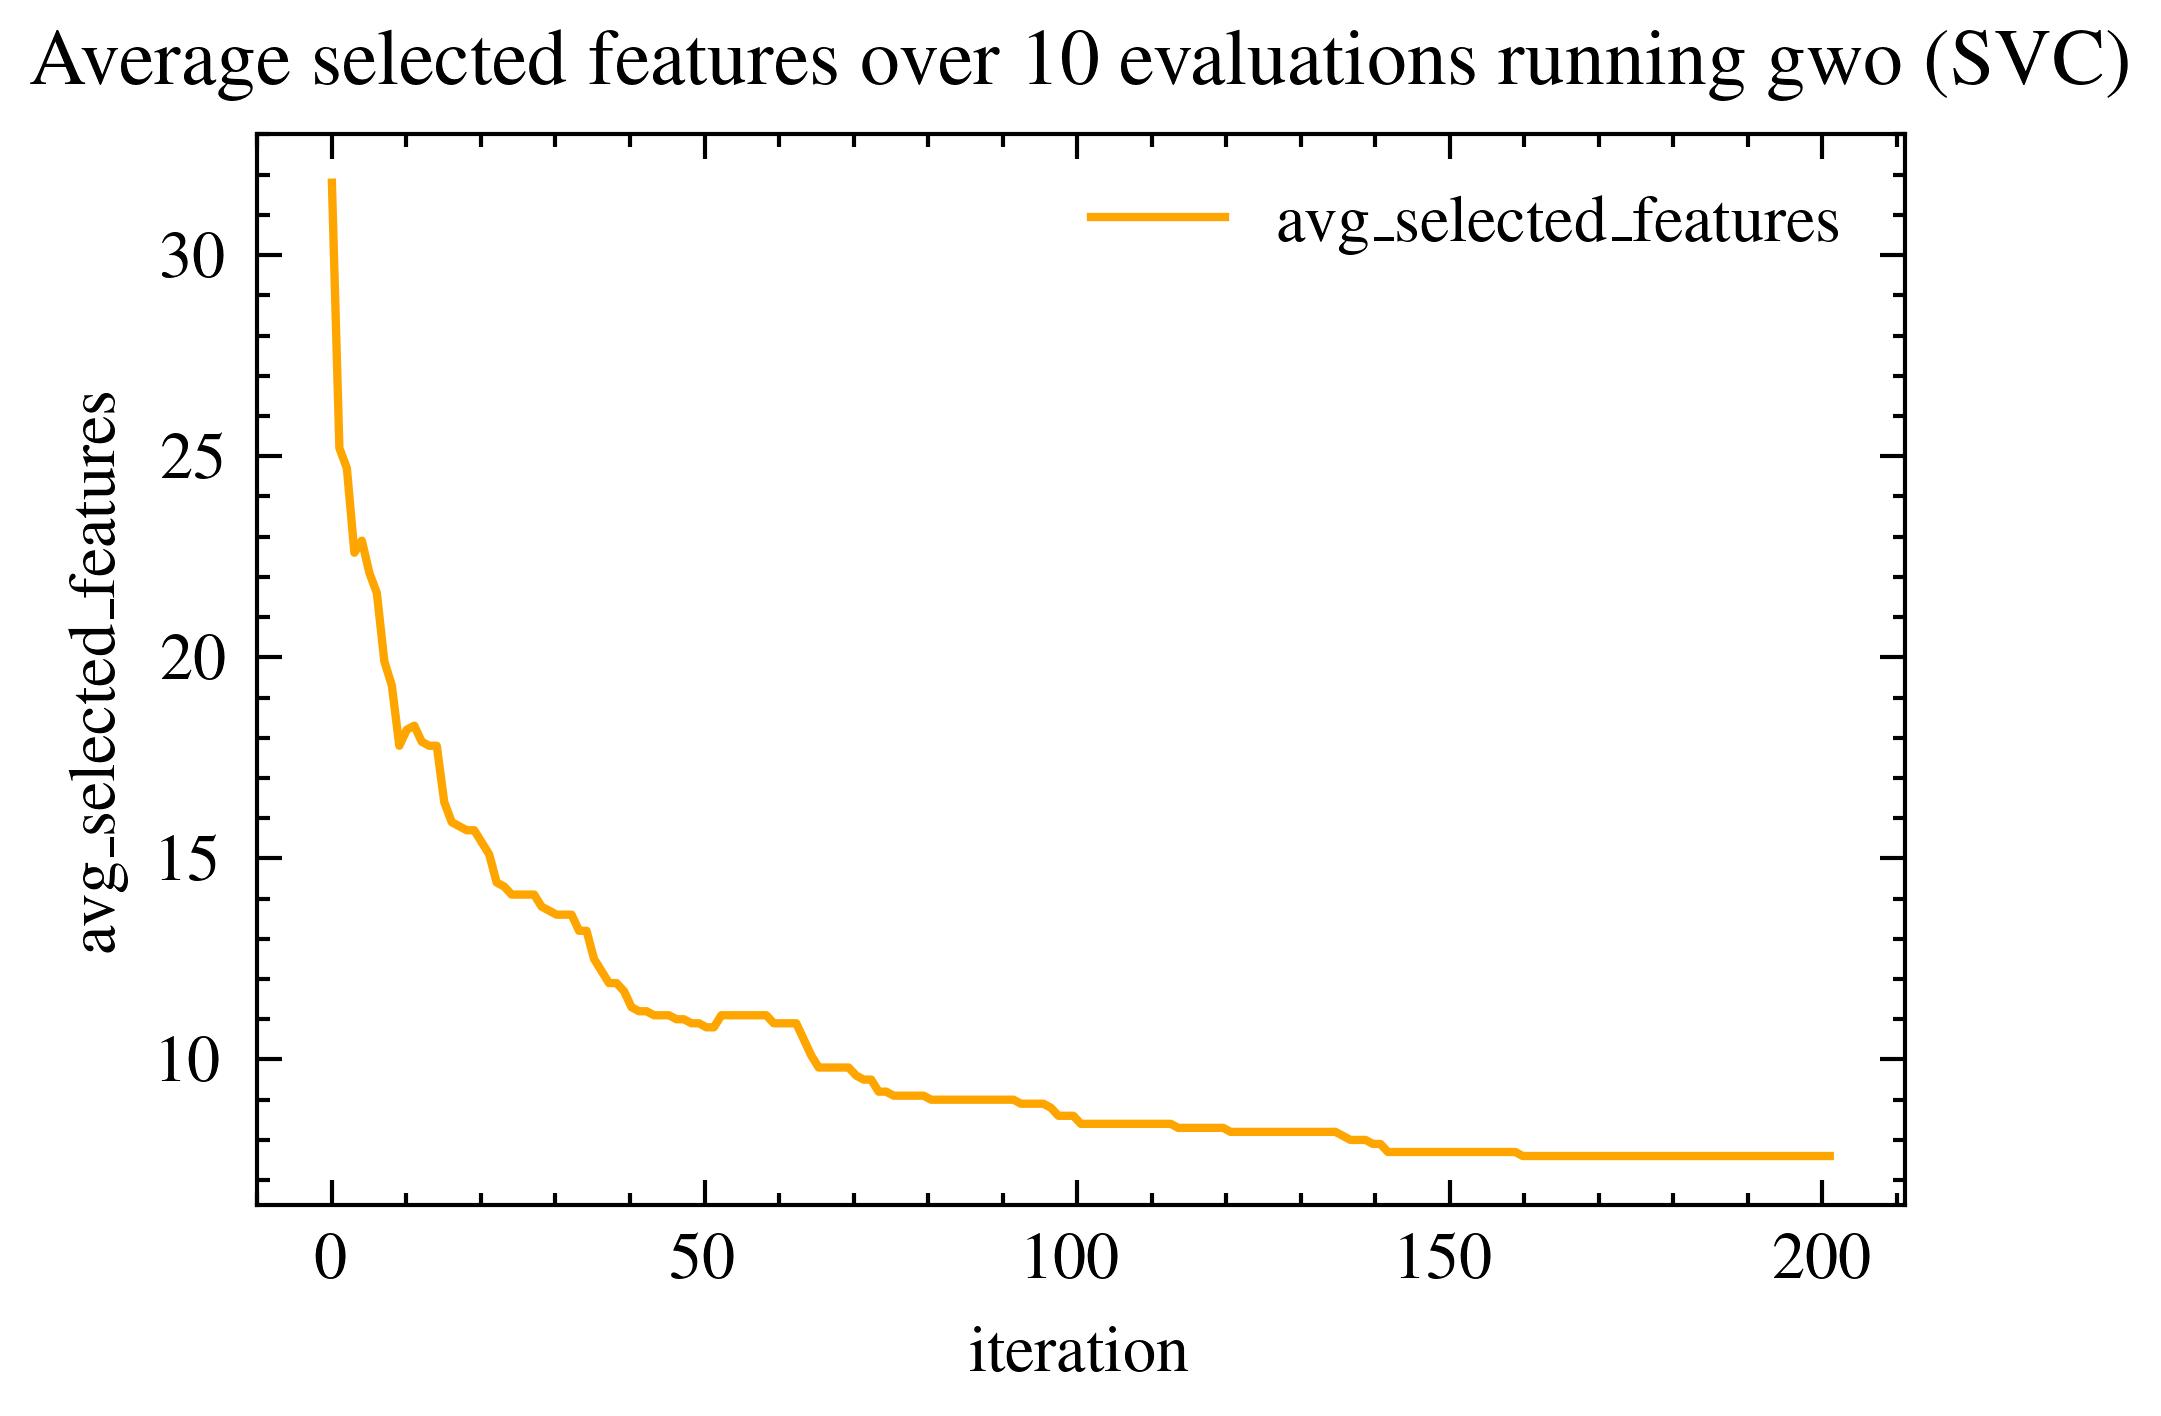 Average selected features over 10 evaluations running gwo (SVC)
avg_selected_features
avg_selected_features
30
25
20
15
10
0 50 100 150 200
iteration